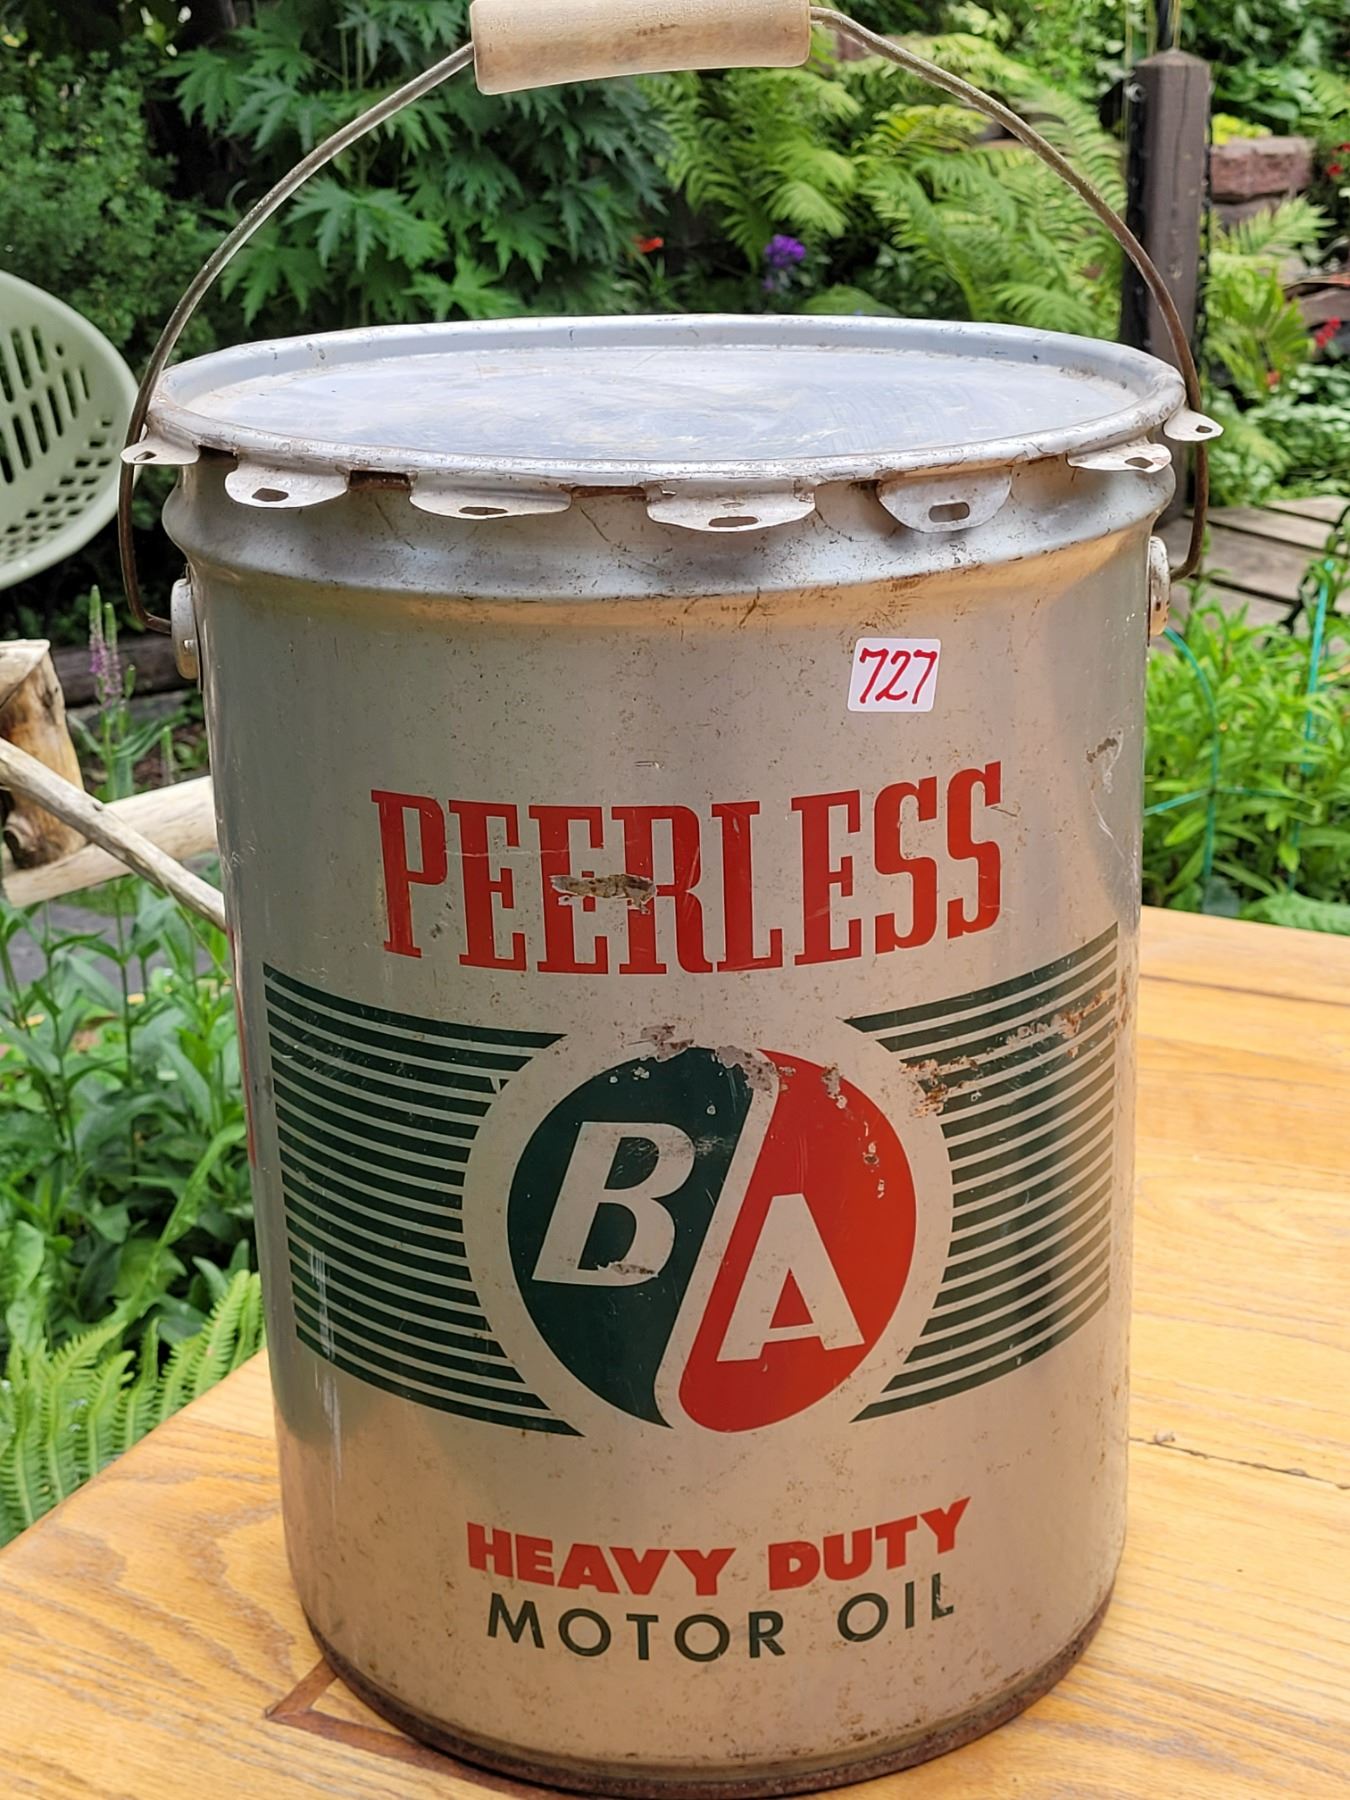 727
PEERLESS
BA
HEAVY DUTY
MOTOR OIL